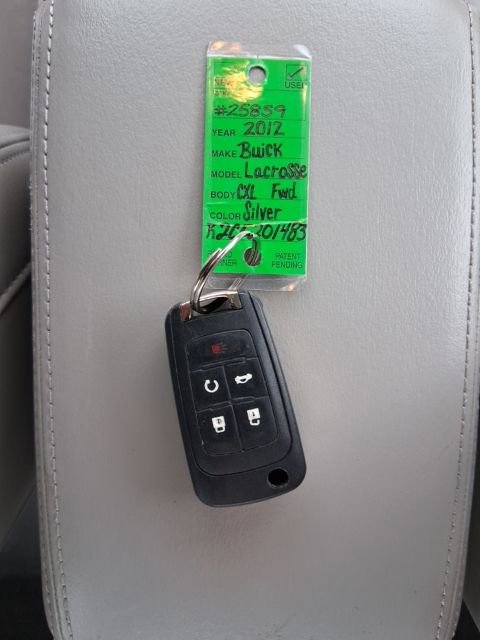 USED
#25859
YEAR 2012
MAKE Buick
MODEL Lacrosse
BODY CXL Fwd
COLOR Silver
PATENT
PENDING